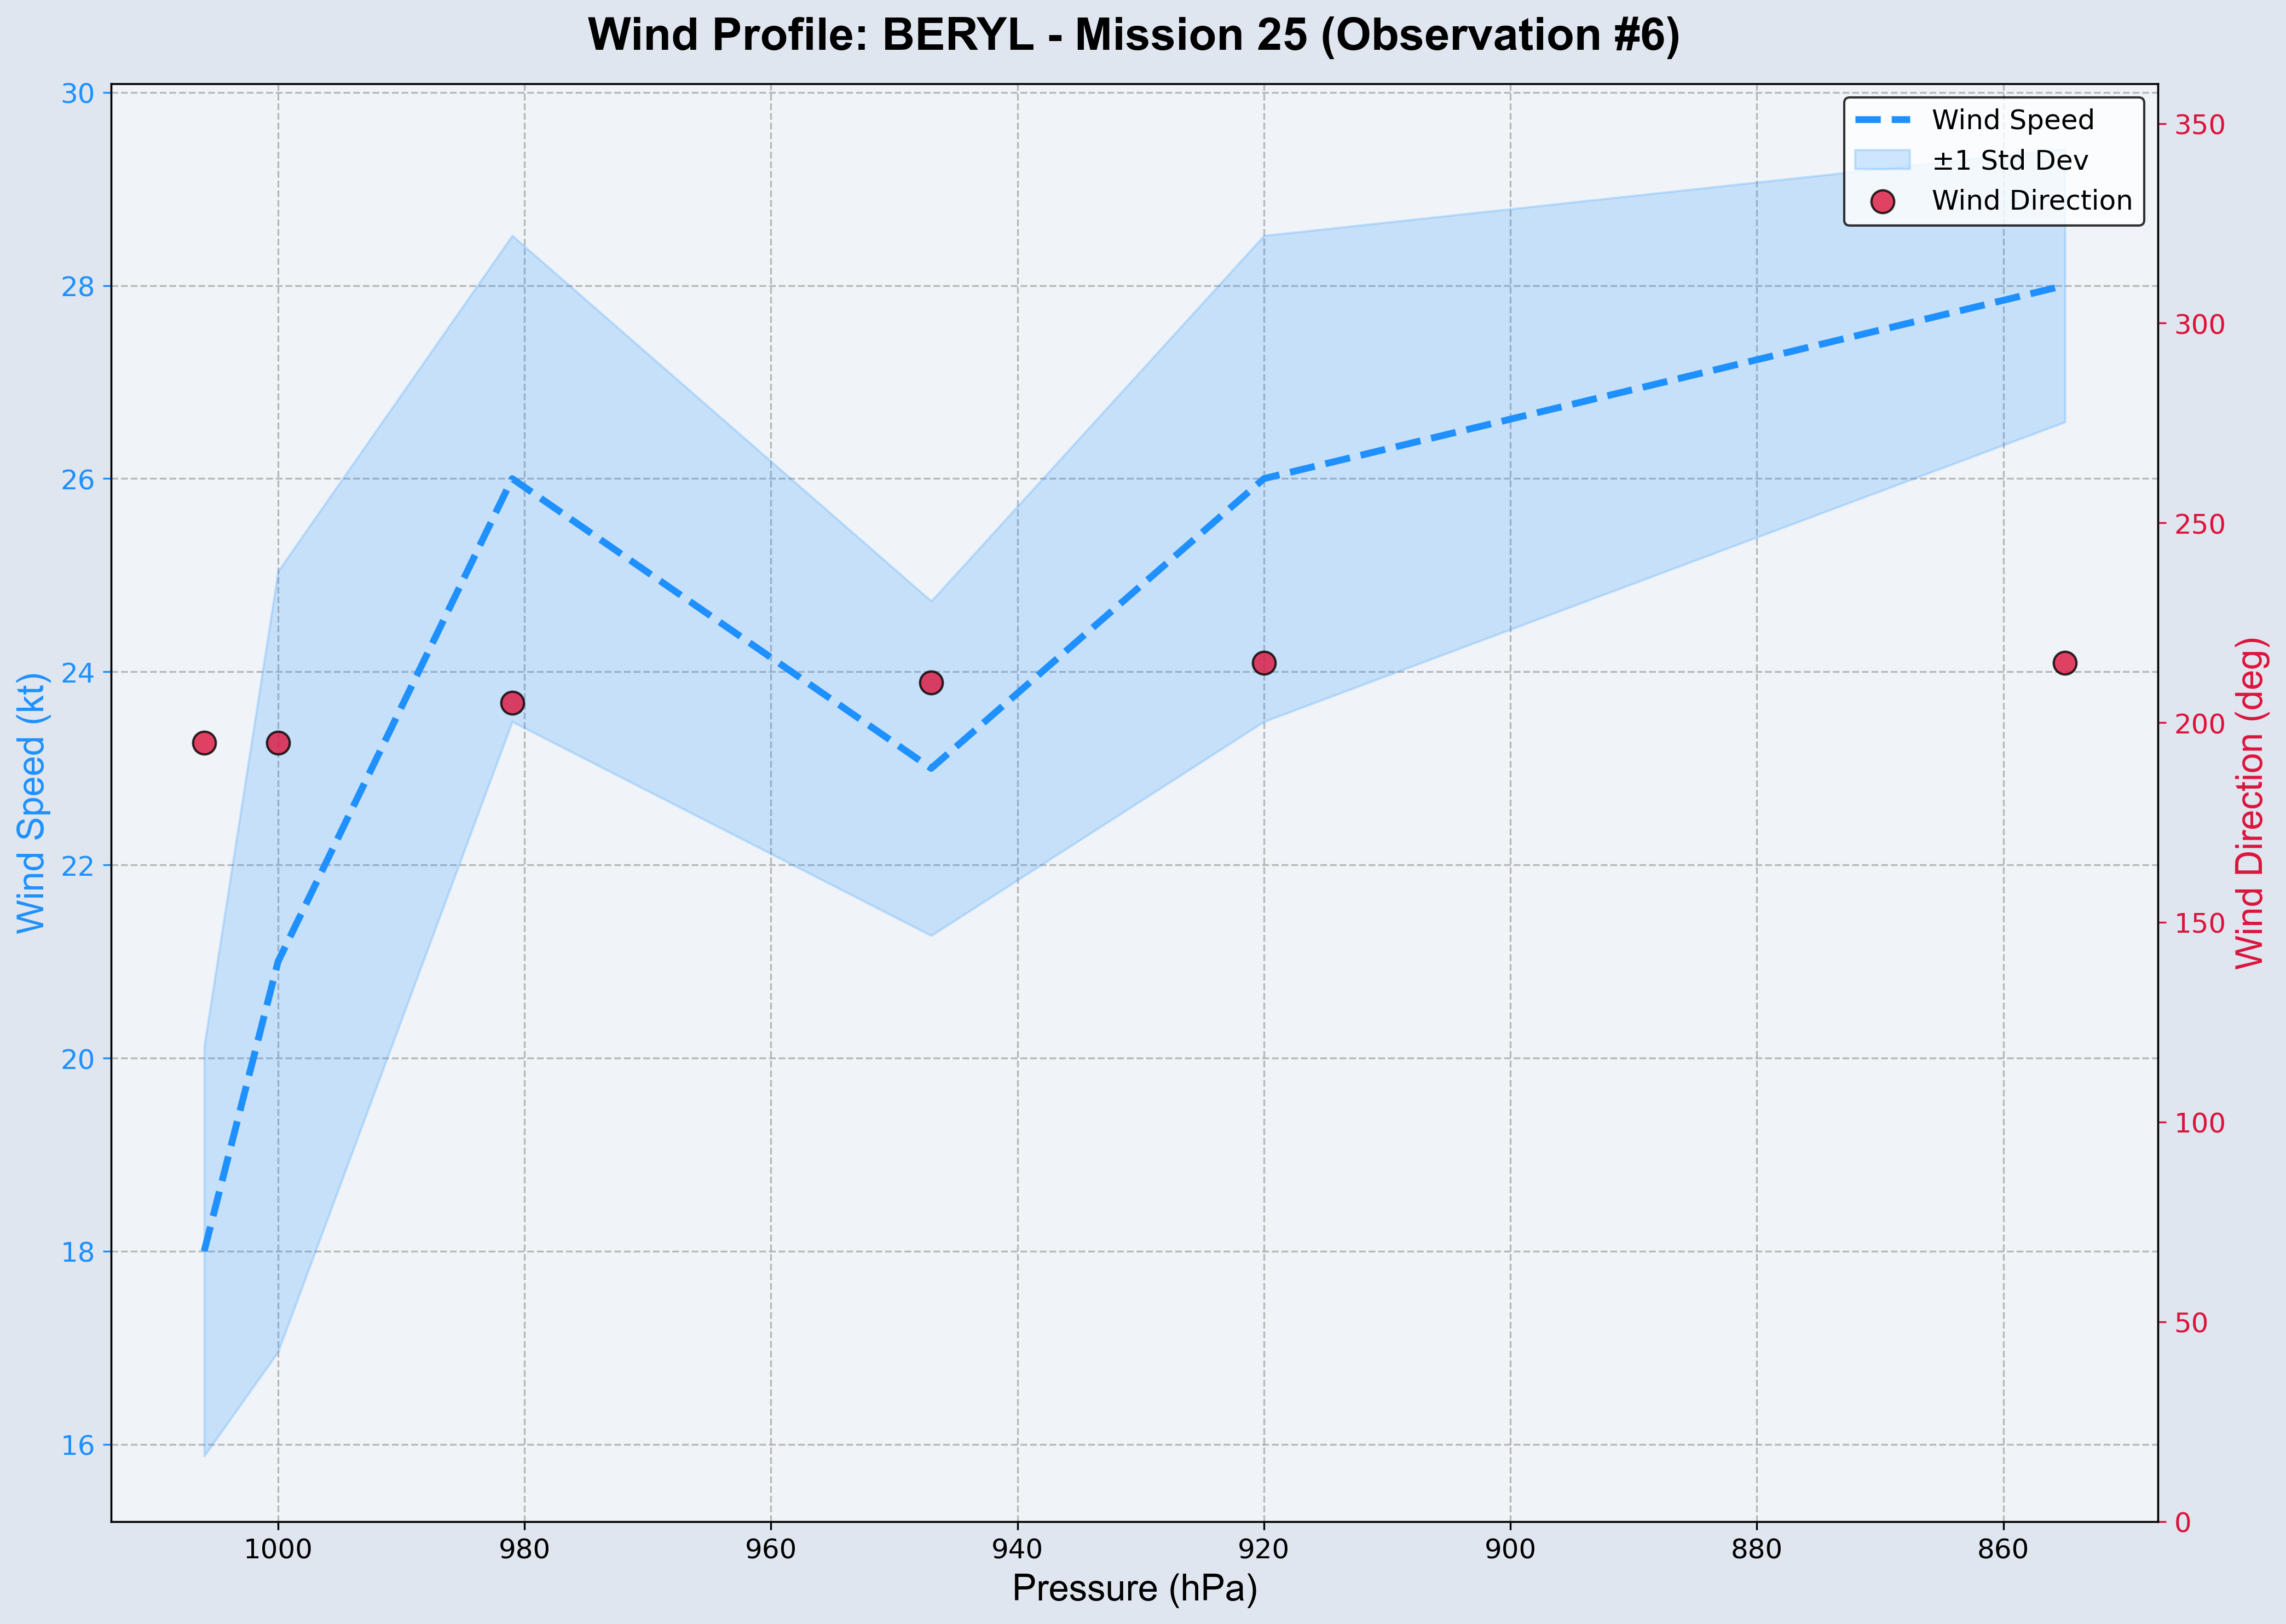 Wind Profile: BERYL - Mission 25 (Observation #6)
Wind Speed
±1 Std Dev
Wind Direction
Wind Speed (kt)
30
28
26
24
22
20
18
16
350
300
250
200
150
100
50
0
Wind Direction (deg)
1000 980 960 940 920 900 880 860
Pressure (hPa)